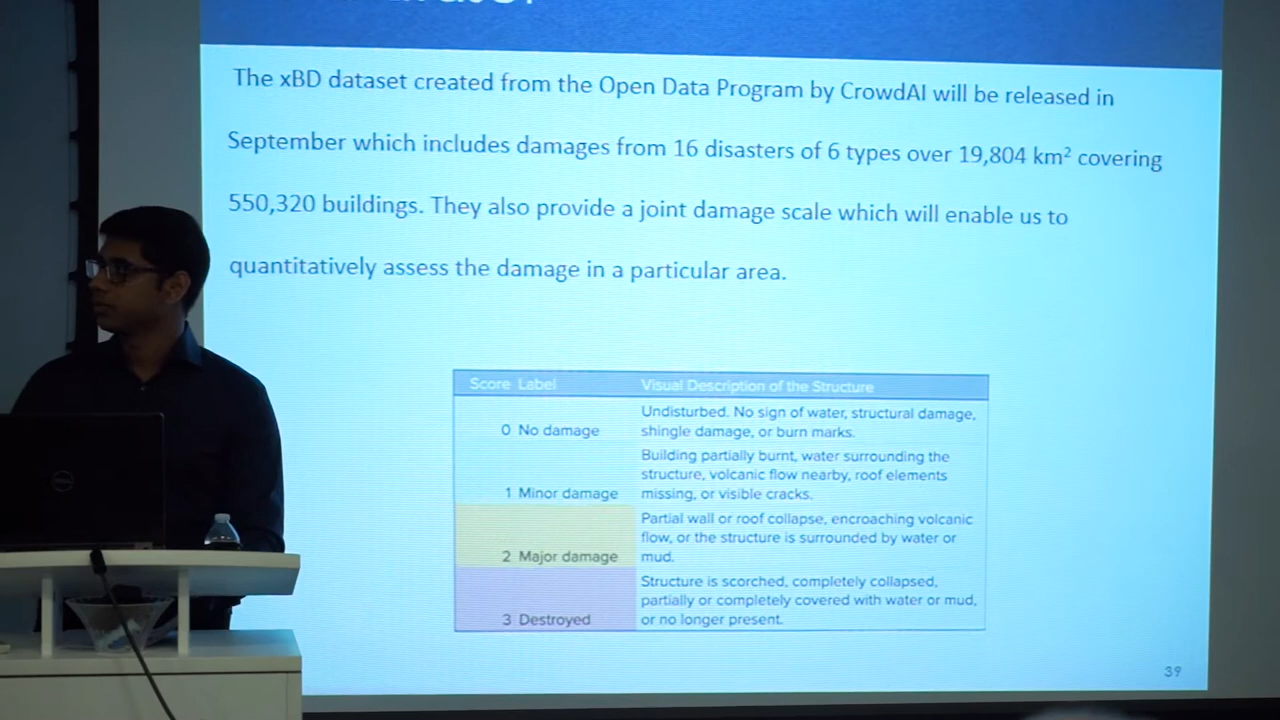 The xBD dataset created from the Open Data Program by CrowdAI will be released in
September which includes damages from 16 disasters of 6 types over 19,804 km² covering
550,320 buildings. They also provide a joint damage scale which will enable us to
quantitatively assess the damage in a particular area.
Score Label Visual Description of the Structure
0 No damage Undisturbed. No sign of water, structural damage,
shingle damage, or burn marks.
1 Minor damage Building partially burnt, water surrounding the
structure, volcanic flow nearby, roof elements
missing, or visible cracks.
2 Major damage Partial wall or roof collapse, encroaching volcanic
flow, or the structure is surrounded by water or
mud.
3 Destroyed Structure is scorched, completely collapsed,
partially or completely covered with water or mud,
or no longer present.
39
DELL